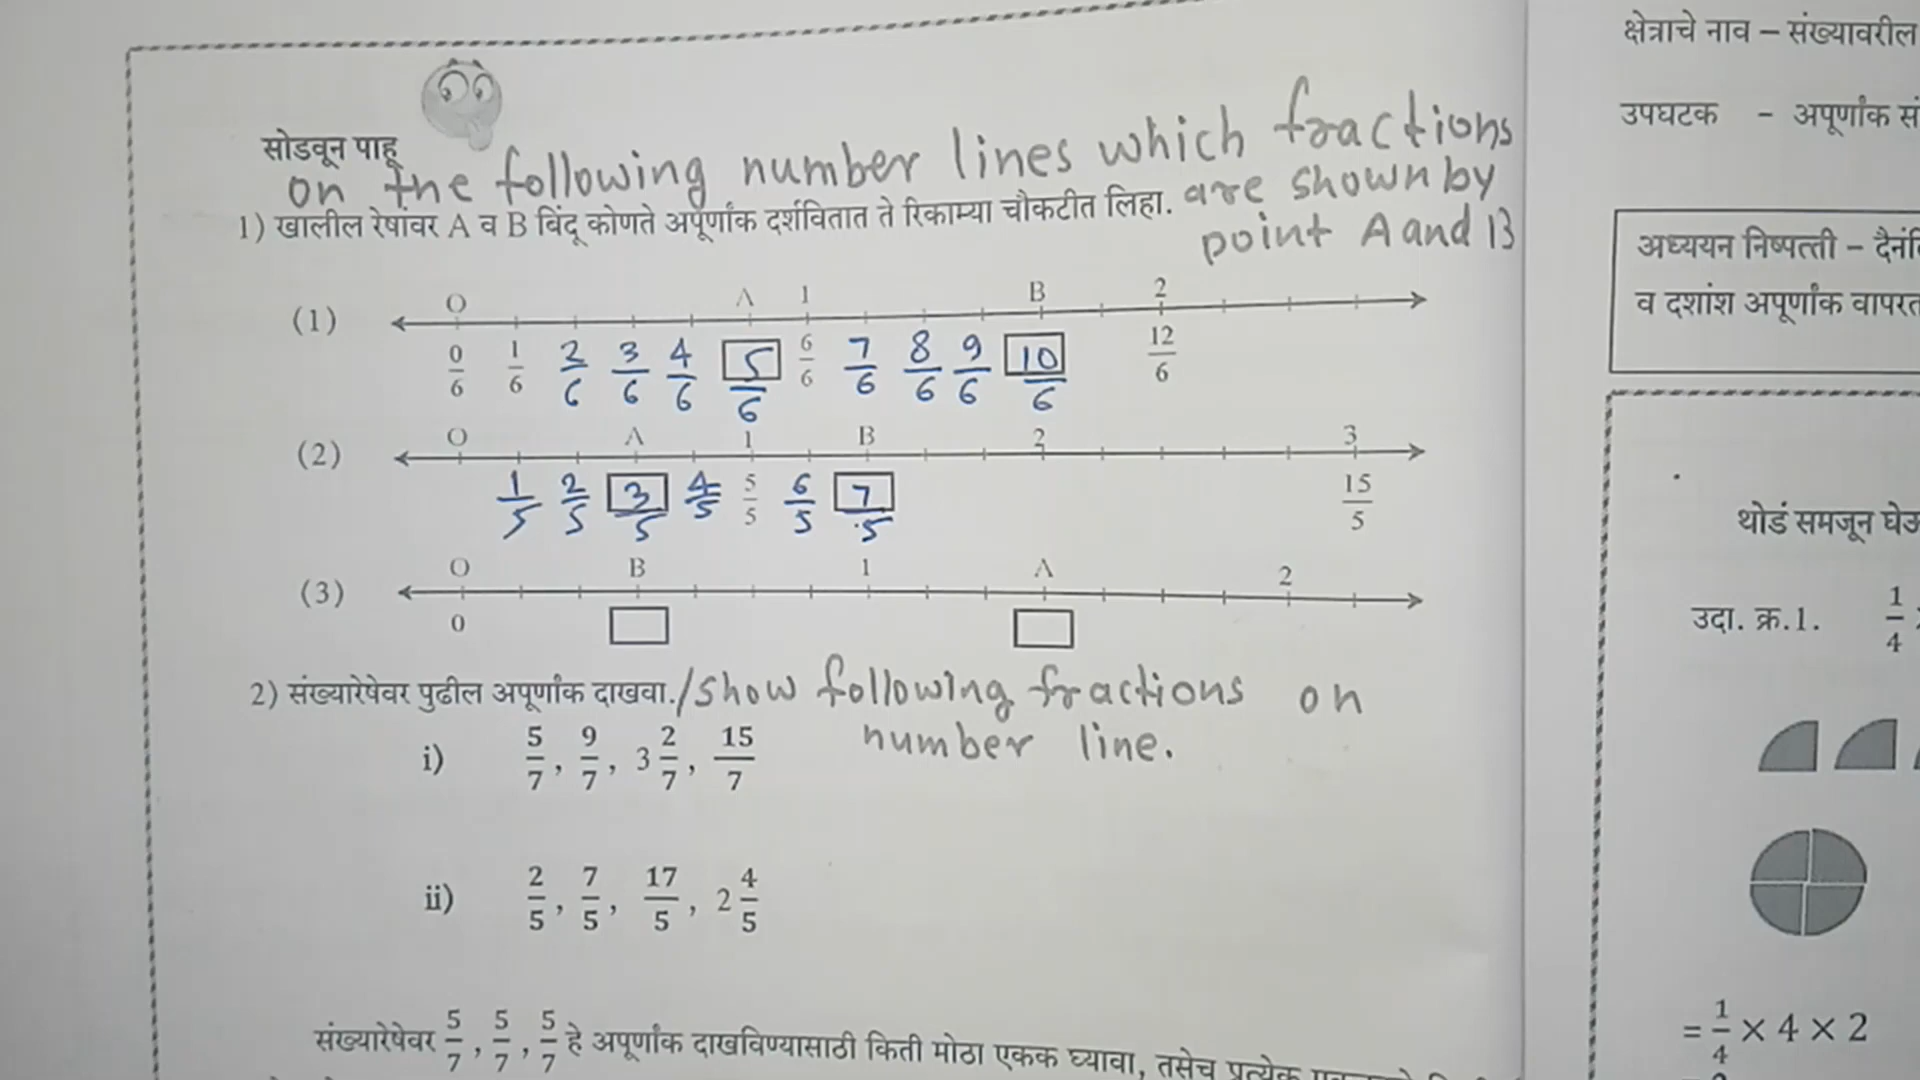 सोडवून पाहू
on the following number lines which fractions
are shown by
point A and B
1) खालील रेषांवर A व B बिंदू कोणते अपूर्णांक दर्शवितात ते रिकाम्या चौकटीत लिहा.
(1) O A 1 B 2
0/6 1/6 2/6 3/6 4/6 5/6 6/6 7/6 8/6 9/6 10/6 12/6
(2) O A 1 B 2 3
1/5 2/5 3/5 4/5 5/5 6/5 7/5 15/5
(3) O B 1 A 2
0
2) संख्यारेषेवर पुढील अपूर्णांक दाखवा./show following fractions on
number line.
i) 5/7, 9/7, 3 2/7, 15/7
ii) 2/5, 7/5, 17/5, 2 4/5
संख्यारेषेवर 5/7, 5/7, 5/7 हे अपूर्णांक दाखविण्यासाठी किती मोठा एकक घ्यावा, तसेच प्रत्येक
क्षेत्राचे नाव – संख्यावरील
उपघटक - अपूर्णांक
अध्ययन निष्पत्ती –
व दशांश अपूर्णांक
थोडं समजून
उदा. क्र.1. 1/4
= 1/4 × 4 × 2